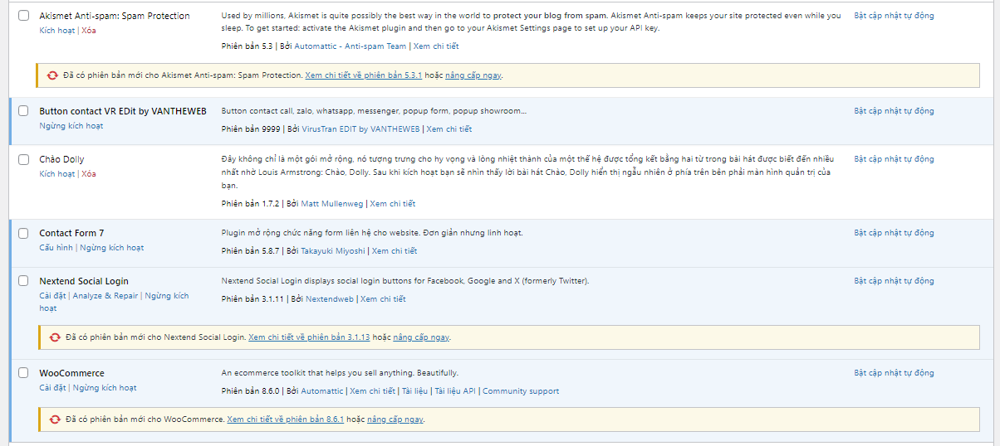 Akismet Anti-spam: Spam Protection
Kích hoạt | Xóa
Used by millions, Akismet is quite possibly the best way in the world to protect your blog from spam. Akismet Anti-spam keeps your site protected even while you
sleep. To get started: activate the Akismet plugin and then go to your Akismet Settings page to set up your API key.
Phiên bản 5.3 | Bởi Automattic - Anti-spam Team | Xem chi tiết
Bật cập nhật tự động
Đã có phiên bản mới cho Akismet Anti-spam: Spam Protection. Xem chi tiết về phiên bản 5.3.1 hoặc nâng cấp ngay.
Button contact VR EDit by VANTHEWEB
Ngừng kích hoạt
Button contact call, zalo, whatsapp, messenger, popup form, popup showroom...
Phiên bản 9999 | Bởi VirusTran EDIT by VANTHEWEB | Xem chi tiết
Bật cập nhật tự động
Chào Dolly
Kích hoạt | Xóa
Đây không chỉ là một gói mở rộng, nó tượng trưng cho hy vọng và lòng nhiệt thành của một thế hệ được tổng kết bằng hai từ trong bài hát được biết đến nhiều
nhất nhờ Louis Armstrong: Chào, Dolly. Sau khi kích hoạt bạn sẽ nhìn thấy lời bài hát Chào, Dolly hiển thị ngẫu nhiên ở phía trên bên phải màn hình quản trị của
bạn.
Phiên bản 1.7.2 | Bởi Matt Mullenweg | Xem chi tiết
Bật cập nhật tự động
Contact Form 7
Cấu hình | Ngừng kích hoạt
Plugin mở rộng chức năng form liên hệ cho website. Đơn giản nhưng linh hoạt.
Phiên bản 5.8.7 | Bởi Takayuki Miyoshi | Xem chi tiết
Bật cập nhật tự động
Nextend Social Login
Cài đặt | Analyze & Repair | Ngừng kích
hoạt
Nextend Social Login displays social login buttons for Facebook, Google and X (formerly Twitter).
Phiên bản 3.1.11 | Bởi Nextendweb | Xem chi tiết
Bật cập nhật tự động
Đã có phiên bản mới cho Nextend Social Login. Xem chi tiết về phiên bản 3.1.13 hoặc nâng cấp ngay.
WooCommerce
Cài đặt | Ngừng kích hoạt
An ecommerce toolkit that helps you sell anything. Beautifully.
Phiên bản 8.6.0 | Bởi Automattic | Xem chi tiết | Tài liệu | Tài liệu API | Community support
Bật cập nhật tự động
Đã có phiên bản mới cho WooCommerce. Xem chi tiết về phiên bản 8.6.1 hoặc nâng cấp ngay.